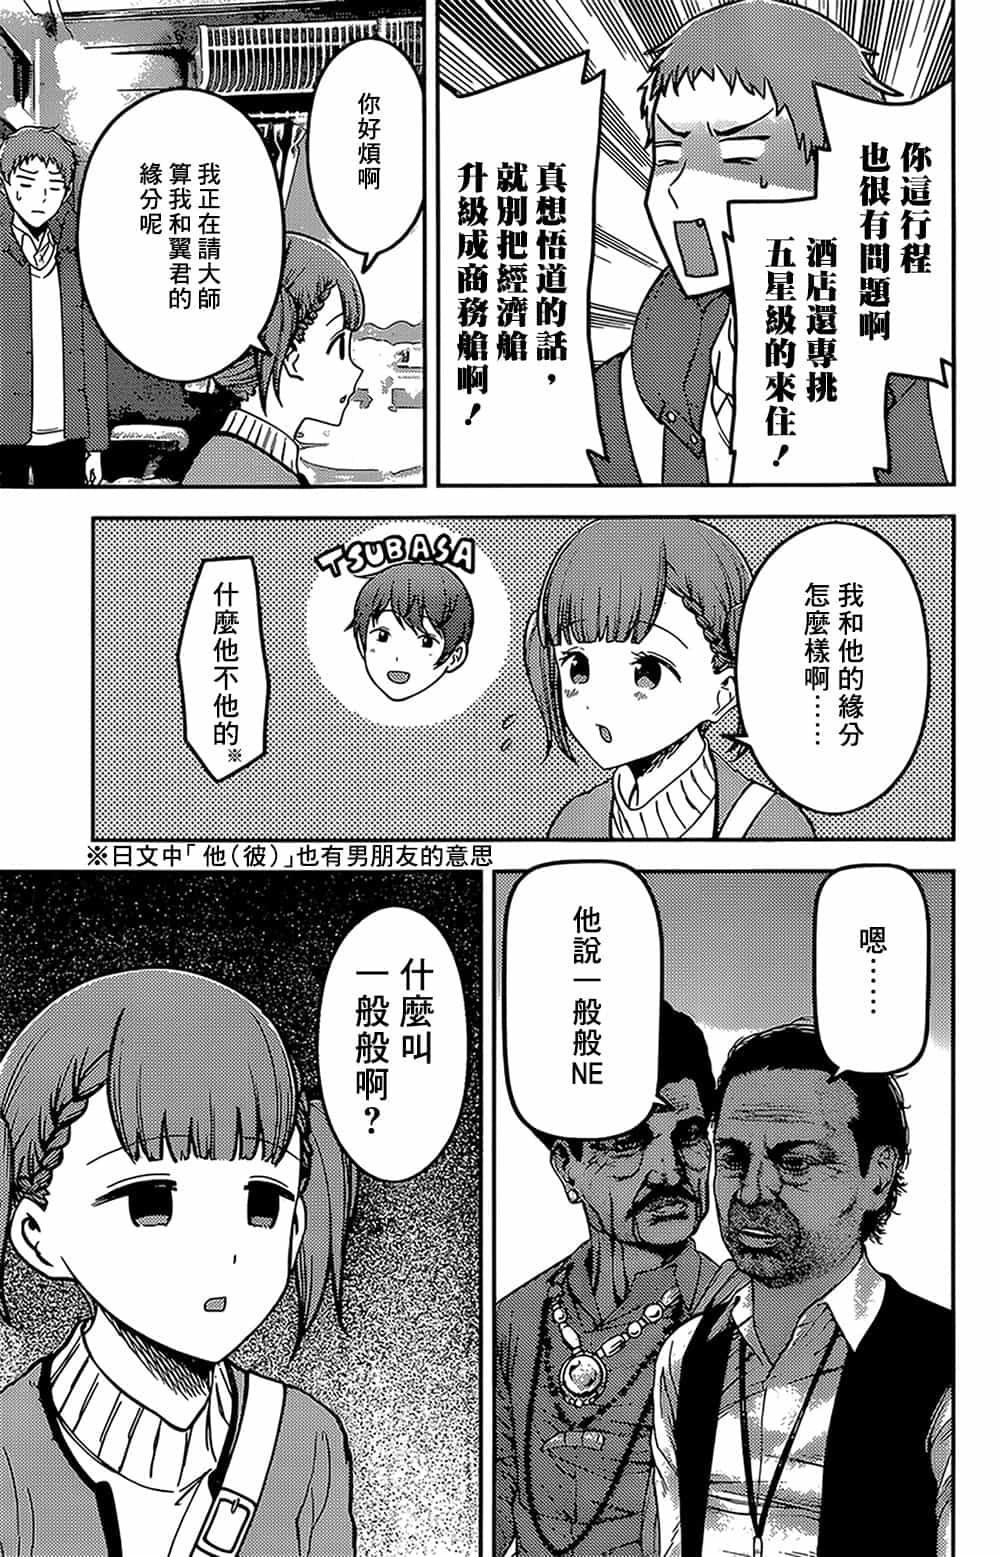 你這行程
也很有問題啊
酒店還專挑
五星級的來住！
真想悟道的話，
就別把經濟艙
升級成商務艙啊！
你好煩啊
我正在請大師
算我和翼君的
緣分呢
我和他的緣分
怎麼樣啊……
TSUBASA
什麼他不他的※
※日文中「他（彼）」也有男朋友的意思
嗯……
他說一般般NE
什麼叫
一般般啊？